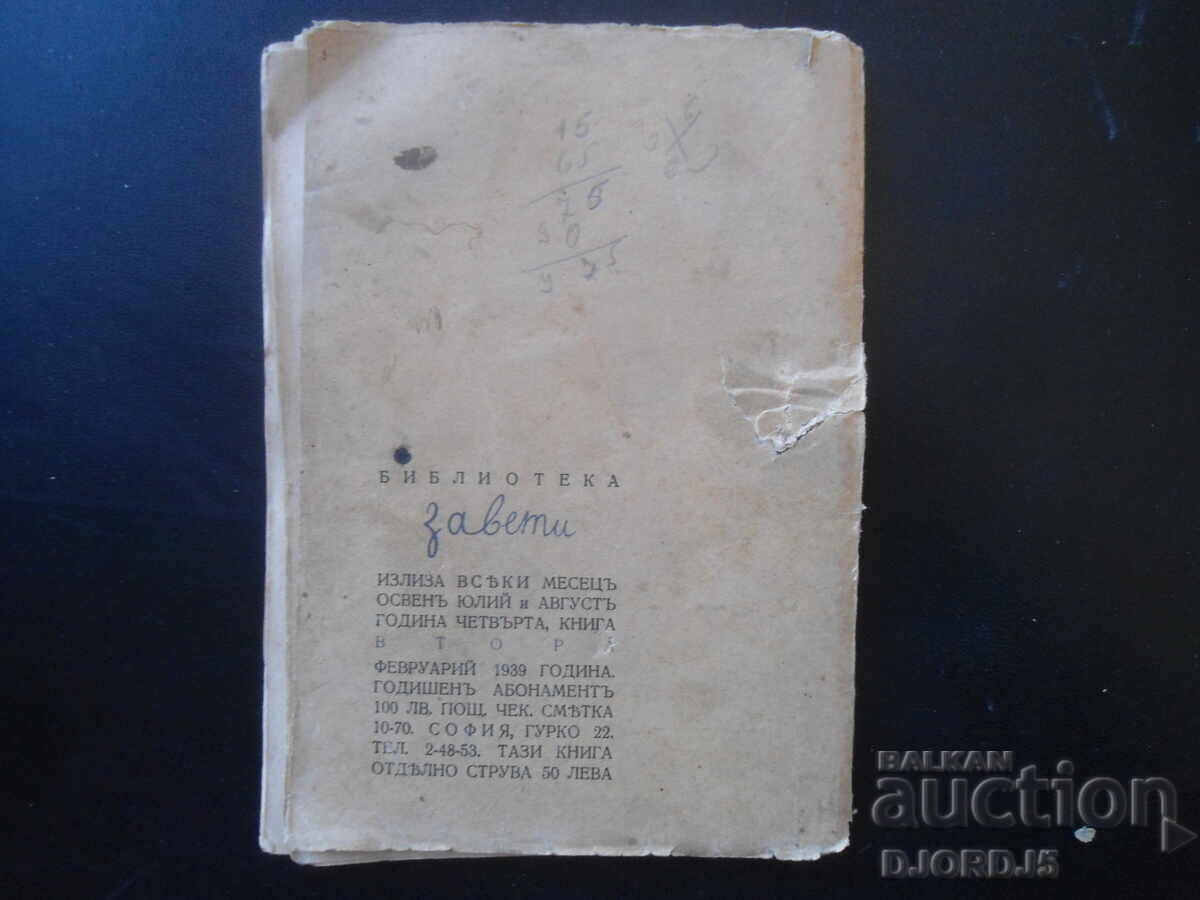 15
65
БИБЛИОТЕКА
завети
ИЗЛИЗА ВСѢКИ МЕСЕЦЪ
ОСВЕНЪ ЮЛИЙ и АВГУСТЪ
ГОДИНА ЧЕТВЪРТА, КНИГА
ВТОРА
ФЕВРУАРИЙ 1939 ГОДИНА.
ГОДИШЕНЪ АБОНАМЕНТЪ
100 ЛВ. ПОЩ. ЧЕК. СМѢТКА
10-70. СОФИЯ, ГУРКО 22.
ТЕЛ. 2-48-53. ТАЗИ КНИГА
ОТДѢЛНО СТРУВА 50 ЛЕВА
BALKAN
auction
DJORDJ5